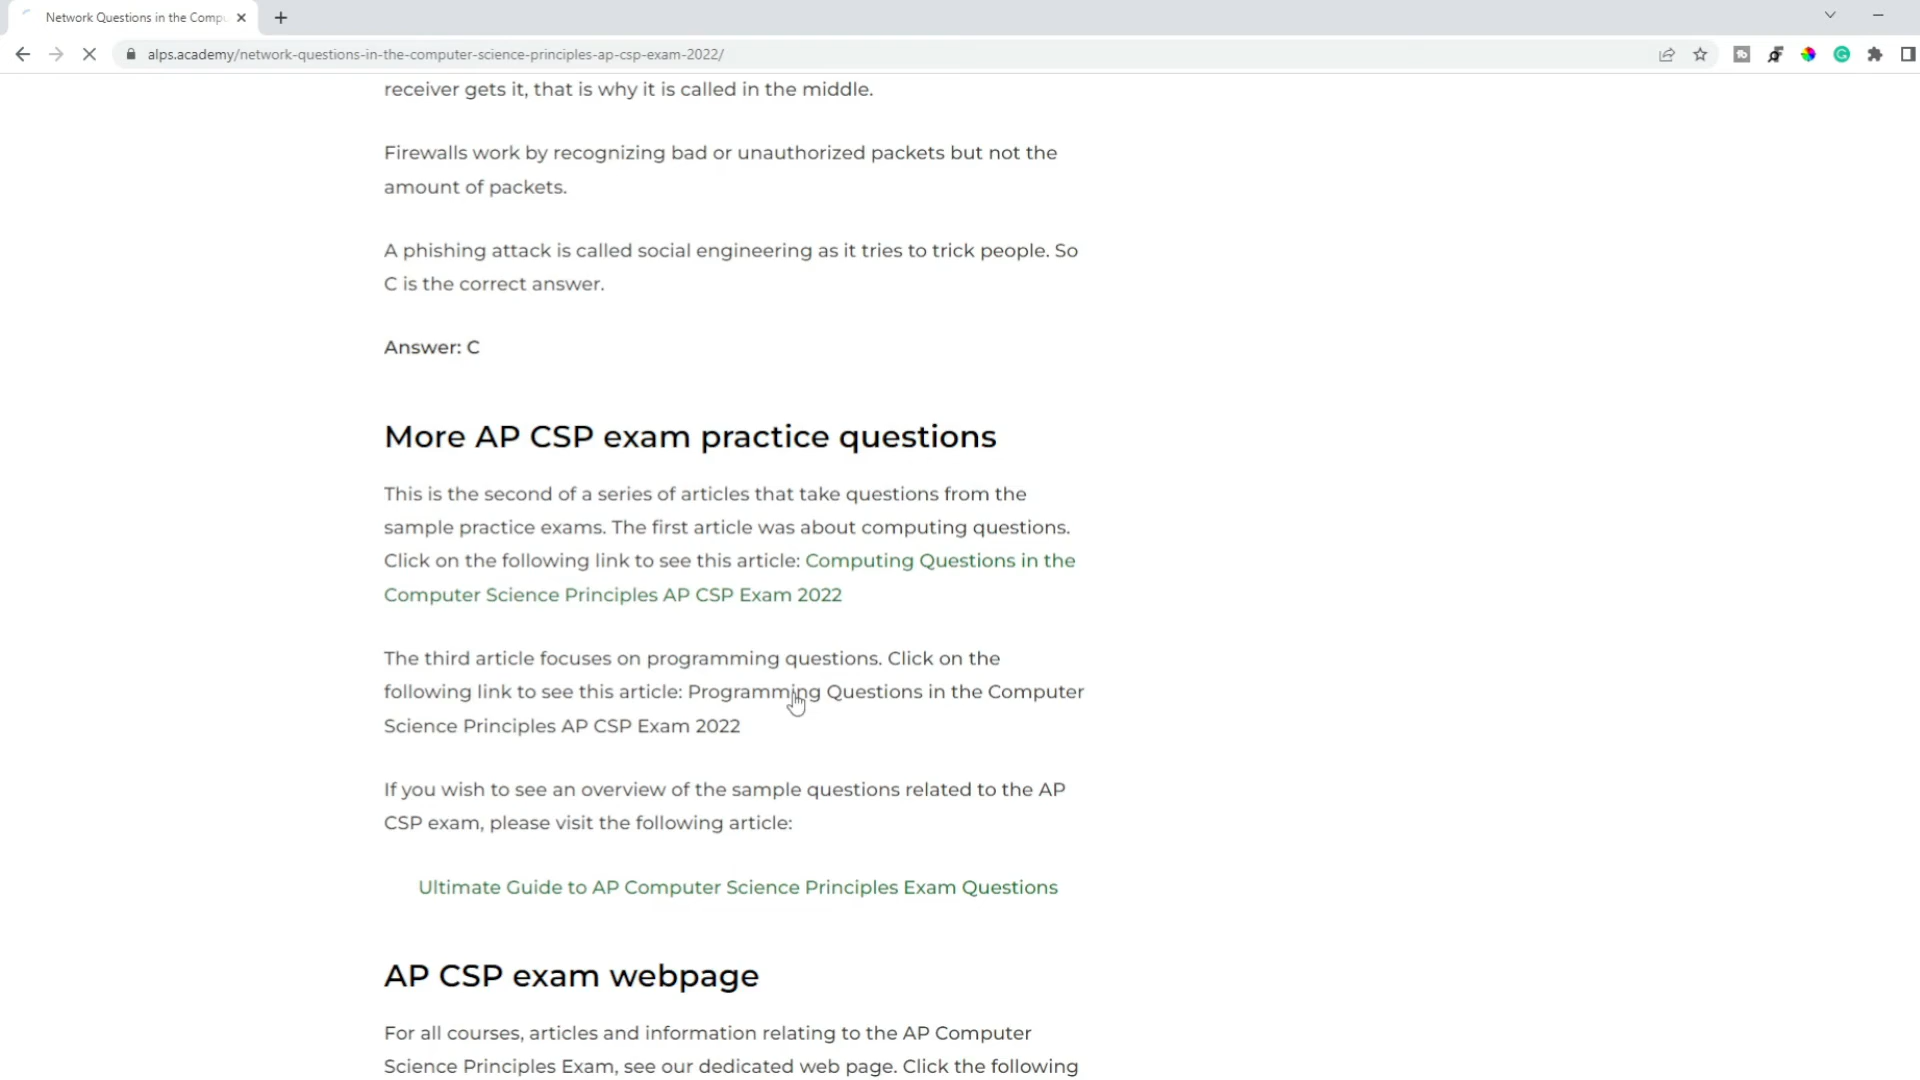 Network Questions in the Comp
alps.academy/network-questions-in-the-computer-science-principles-ap-csp-exam-2022/
receiver gets it, that is why it is called in the middle.
Firewalls work by recognizing bad or unauthorized packets but not the
amount of packets.
A phishing attack is called social engineering as it tries to trick people. So
C is the correct answer.
Answer: C
More AP CSP exam practice questions
This is the second of a series of articles that take questions from the
sample practice exams. The first article was about computing questions.
Click on the following link to see this article: Computing Questions in the
Computer Science Principles AP CSP Exam 2022
The third article focuses on programming questions. Click on the
following link to see this article: Programming Questions in the Computer
Science Principles AP CSP Exam 2022
If you wish to see an overview of the sample questions related to the AP
CSP exam, please visit the following article:
Ultimate Guide to AP Computer Science Principles Exam Questions
AP CSP exam webpage
For all courses, articles and information relating to the AP Computer
Science Principles Exam, see our dedicated web page. Click the following